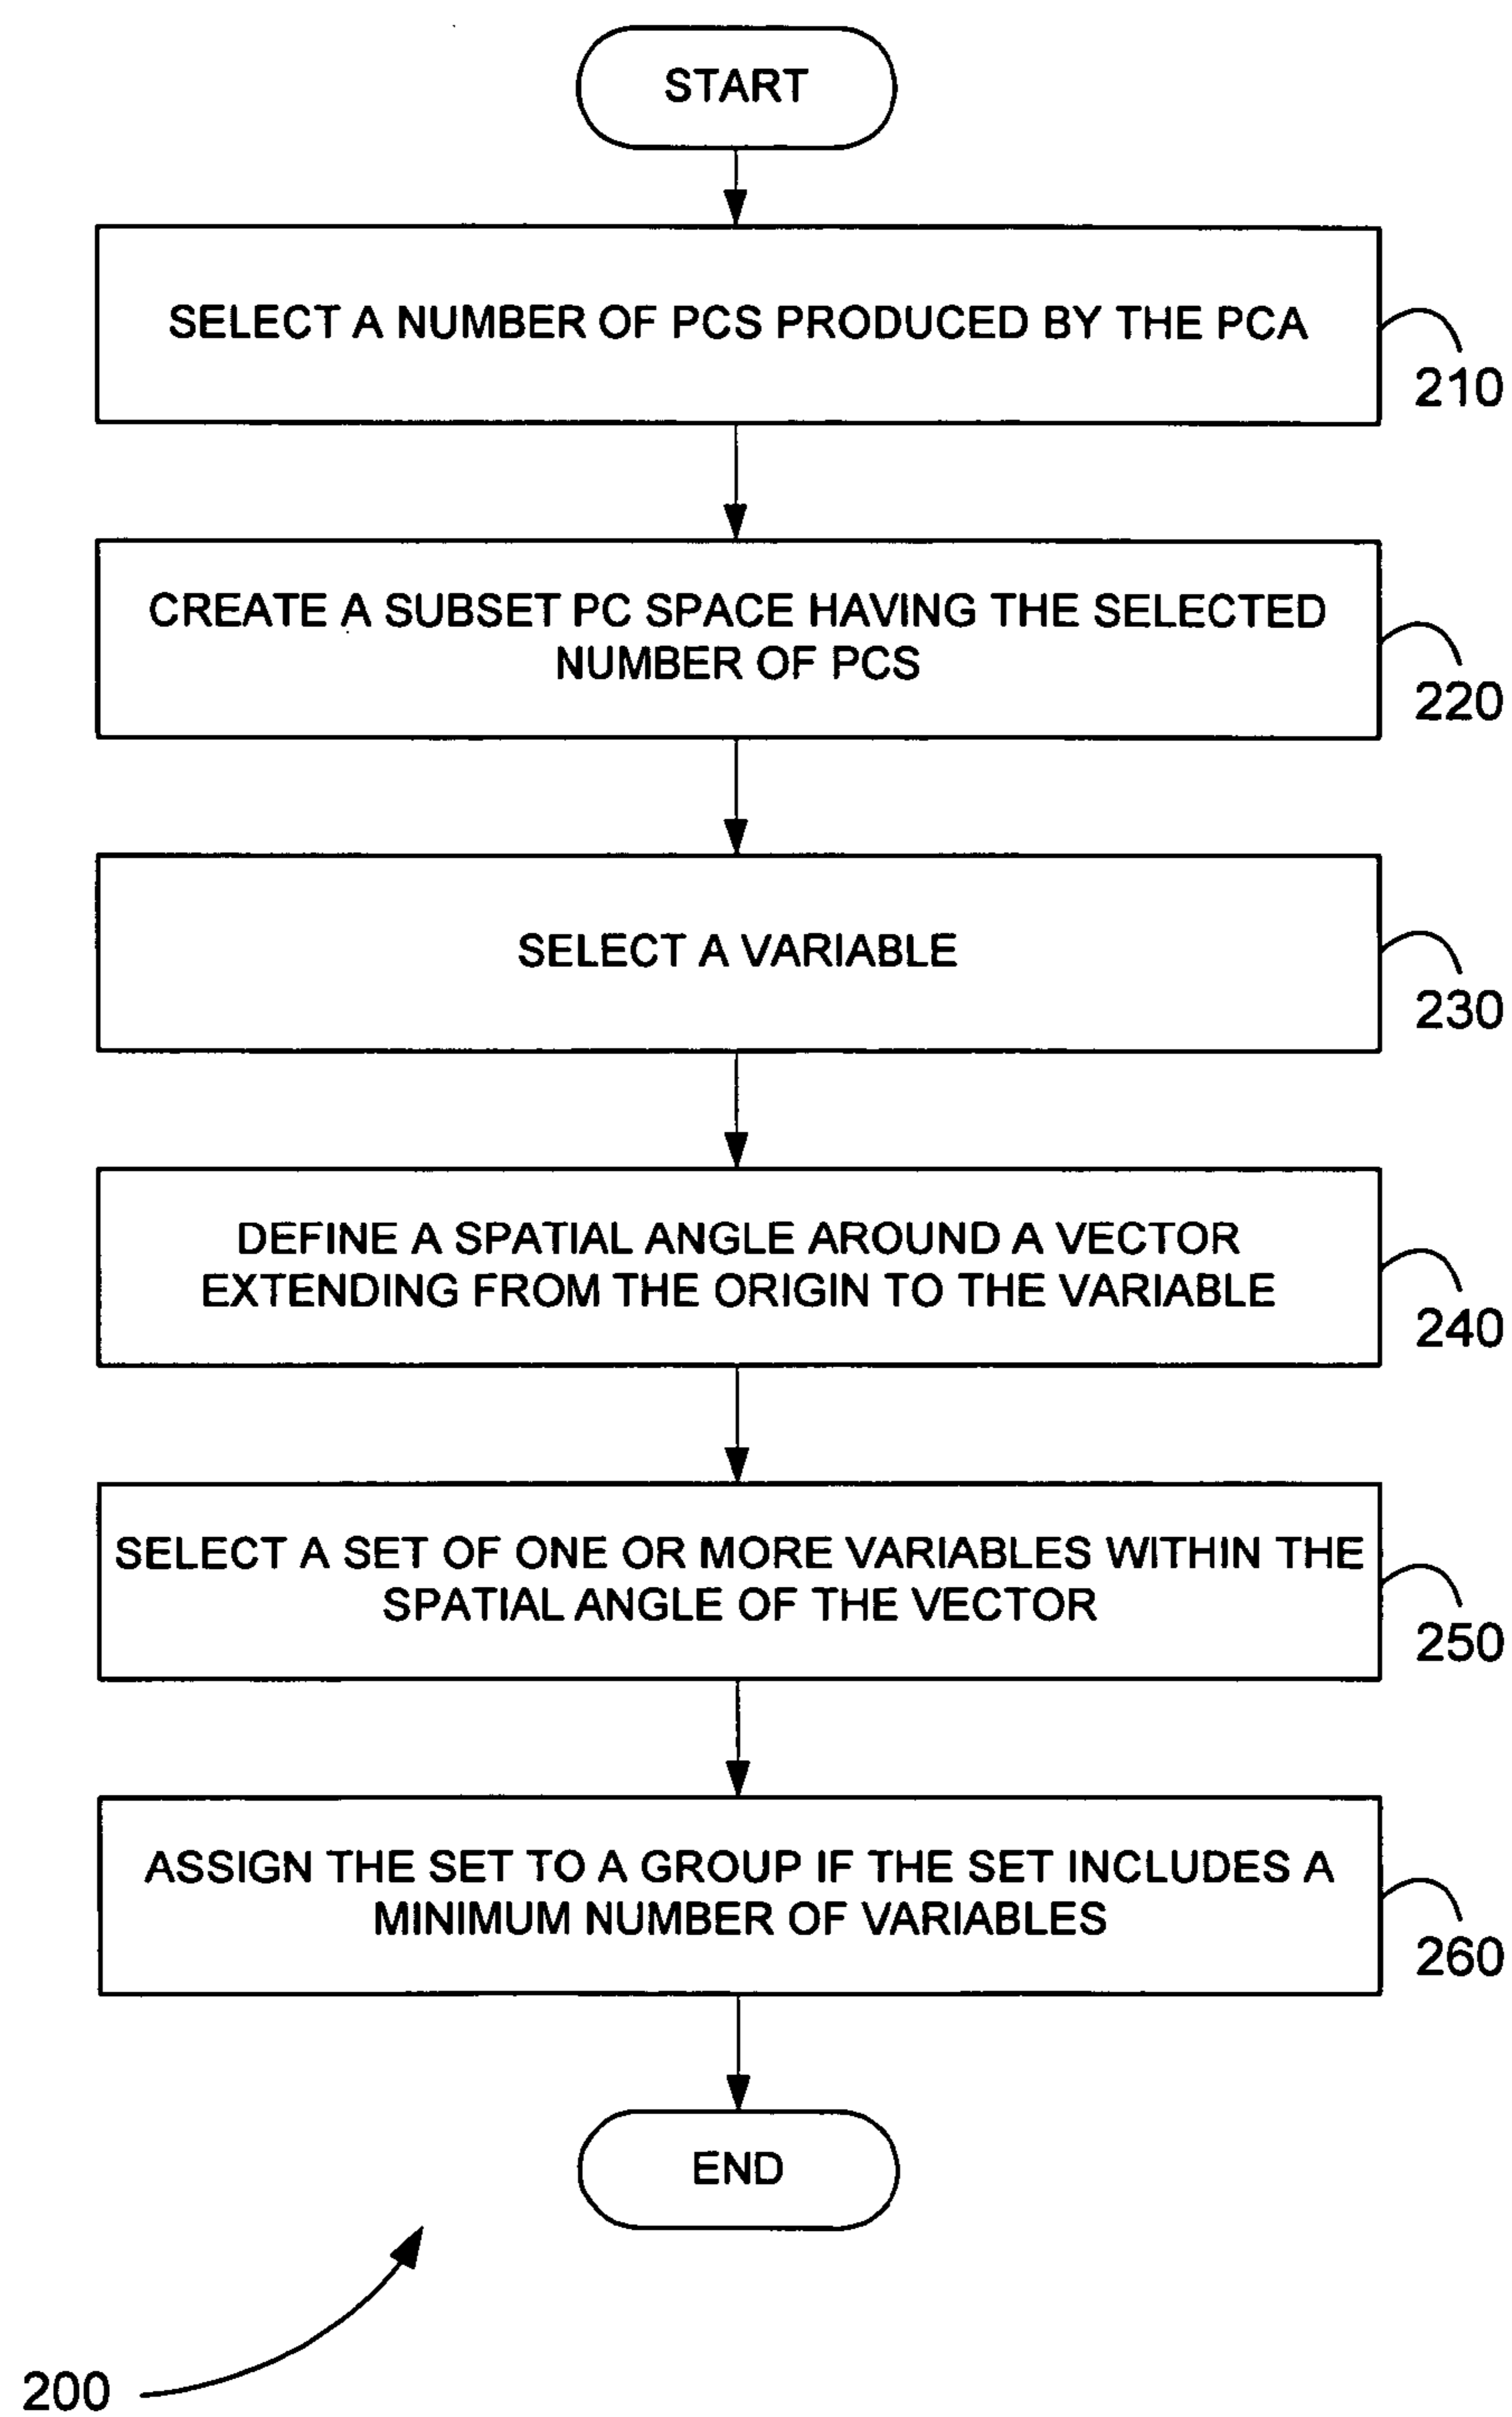 START
SELECT A NUMBER OF PCS PRODUCED BY THE PCA
210
CREATE A SUBSET PC SPACE HAVING THE SELECTED
NUMBER OF PCS
220
SELECT A VARIABLE
230
DEFINE A SPATIAL ANGLE AROUND A VECTOR
EXTENDING FROM THE ORIGIN TO THE VARIABLE
240
SELECT A SET OF ONE OR MORE VARIABLES WITHIN THE
SPATIAL ANGLE OF THE VECTOR
250
ASSIGN THE SET TO A GROUP IF THE SET INCLUDES A
MINIMUM NUMBER OF VARIABLES
260
END
200